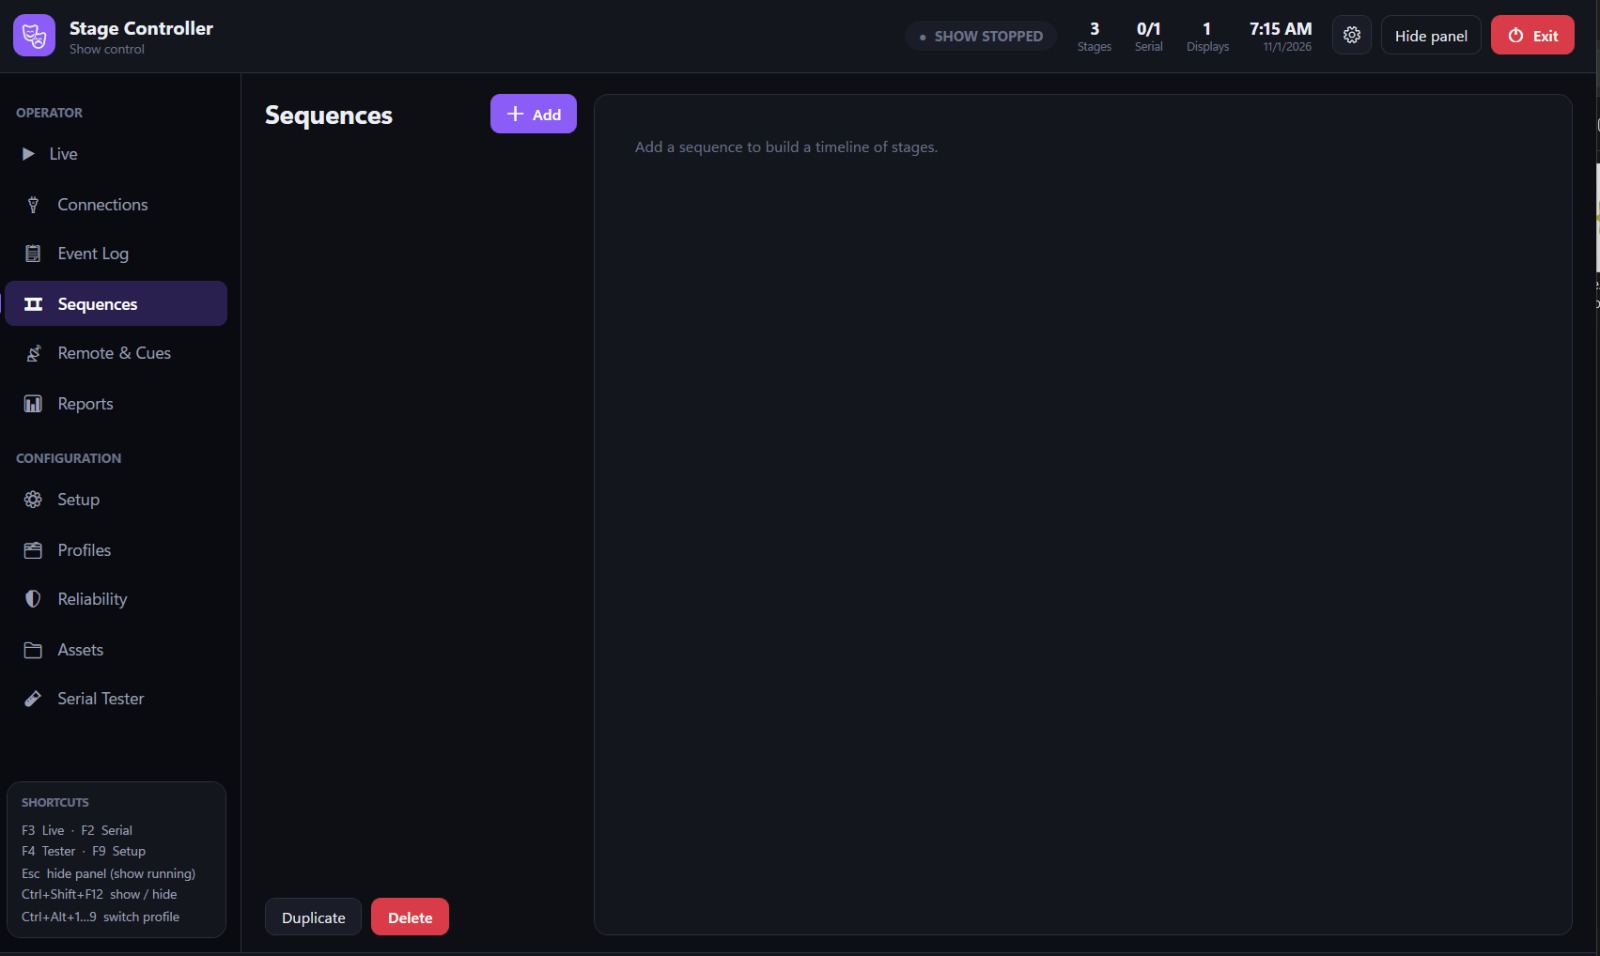 Stage Controller
Show control
● SHOW STOPPED
3
Stages
0/1
Serial
1
Displays
7:15 AM
11/1/2026
Hide panel
Exit
OPERATOR
Live
Connections
Event Log
Sequences
Remote & Cues
Reports
CONFIGURATION
Setup
Profiles
Reliability
Assets
Serial Tester
SHORTCUTS
F3 Live · F2 Serial
F4 Tester · F9 Setup
Esc hide panel (show running)
Ctrl+Shift+F12 show / hide
Ctrl+Alt+1...9 switch profile
Sequences
+ Add
Duplicate
Delete
Add a sequence to build a timeline of stages.